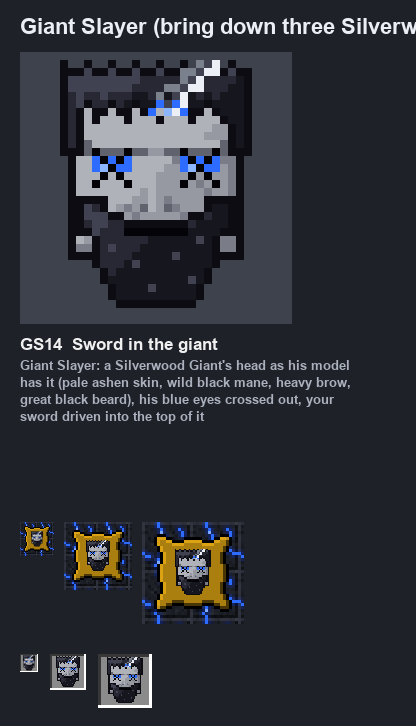 Giant Slayer (bring down three Silverw
GS14 Sword in the giant
Giant Slayer: a Silverwood Giant's head as his model
has it (pale ashen skin, wild black mane, heavy brow,
great black beard), his blue eyes crossed out, your
sword driven into the top of it